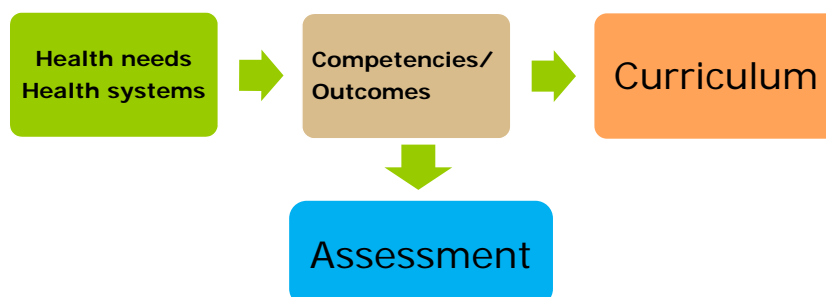 Health needs
Health systems
Competencies/
Outcomes
Curriculum
Assessment